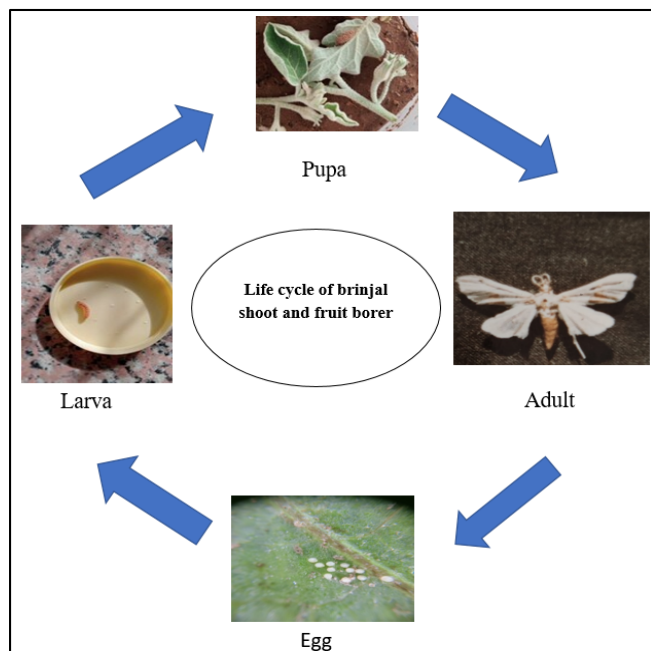 Pupa
Life cycle of brinjal
shoot and fruit borer
Larva
Adult
Egg